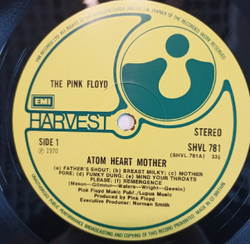 THE PINK FLOYD
EMI
HARVEST
SIDE 1
℗ 1970
STEREO
SHVL 781
(SHVL.781A) 33⅓
ATOM HEART MOTHER
(a) FATHER'S SHOUT; (b) BREAST MILKY; (c) MOTHER
FORE; (d) FUNKY DUNG; (e) MIND YOUR THROATS
PLEASE; (f) REMERGENCE
(Mason—Gilmour—Waters—Wright—Geesin)
Pink Floyd Music Publ./Lupus Music
Produced by Pink Floyd
Executive Producer: Norman Smith